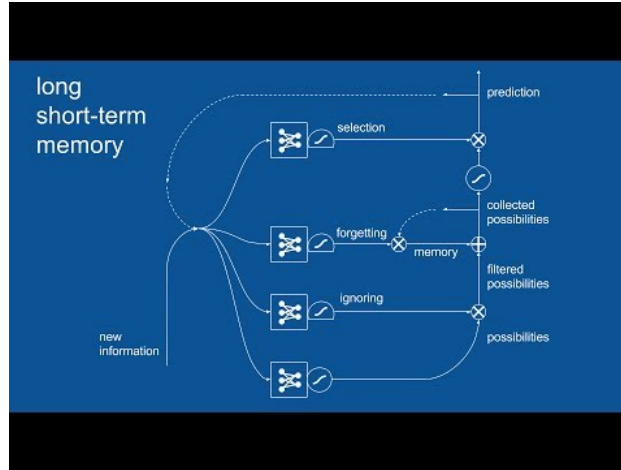 long
short-term
memory
prediction
selection
collected
possibilities
forgetting
memory
filtered
possibilities
ignoring
new
information
possibilities